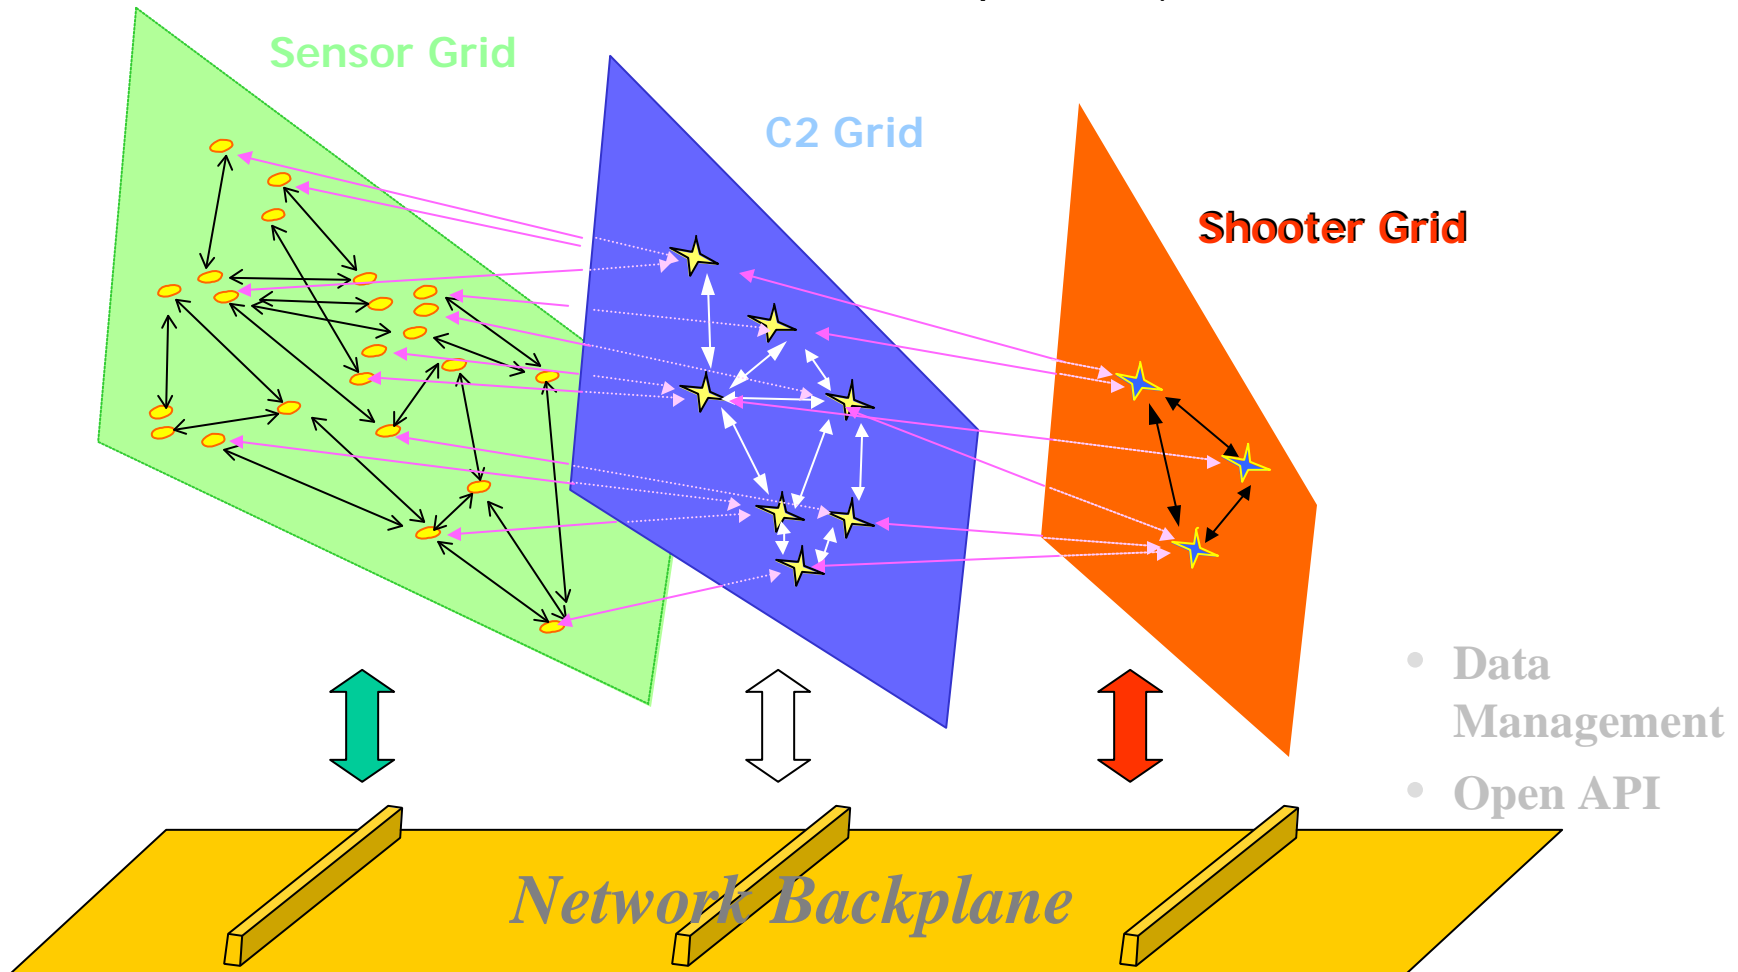 Sensor Grid
C2 Grid
Shooter Grid
• Data
Management
• Open API
Network Backplane